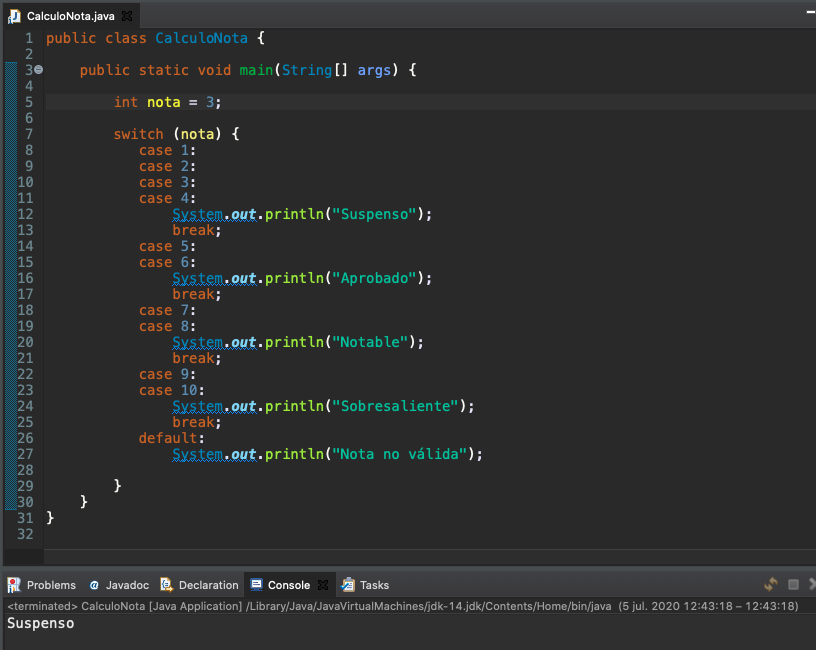 CalculoNota.java
1 public class CalculoNota {
2
3 public static void main(String[] args) {
4
5 int nota = 3;
6
7 switch (nota) {
8 case 1:
9 case 2:
10 case 3:
11 case 4:
12 System.out.println("Suspenso");
13 break;
14 case 5:
15 case 6:
16 System.out.println("Aprobado");
17 break;
18 case 7:
19 case 8:
20 System.out.println("Notable");
21 break;
22 case 9:
23 case 10:
24 System.out.println("Sobresaliente");
25 break;
26 default:
27 System.out.println("Nota no válida");
28
29 }
30 }
31 }
32
Problems @ Javadoc Declaration Console Tasks
<terminated> CalculoNota [Java Application] /Library/Java/JavaVirtualMachines/jdk-14.jdk/Contents/Home/bin/java (5 jul. 2020 12:43:18 – 12:43:18)
Suspenso